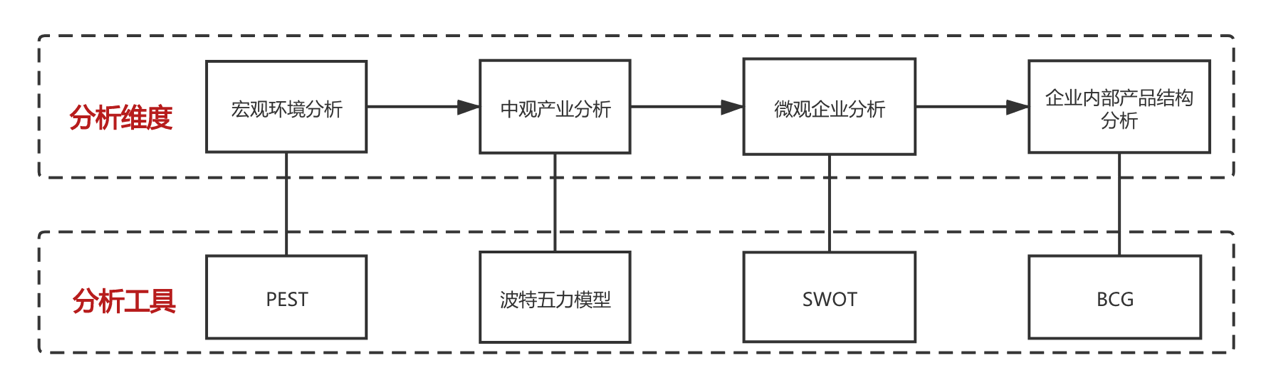 分析维度
宏观环境分析
中观产业分析
微观企业分析
企业内部产品结构
分析
分析工具
PEST
波特五力模型
SWOT
BCG